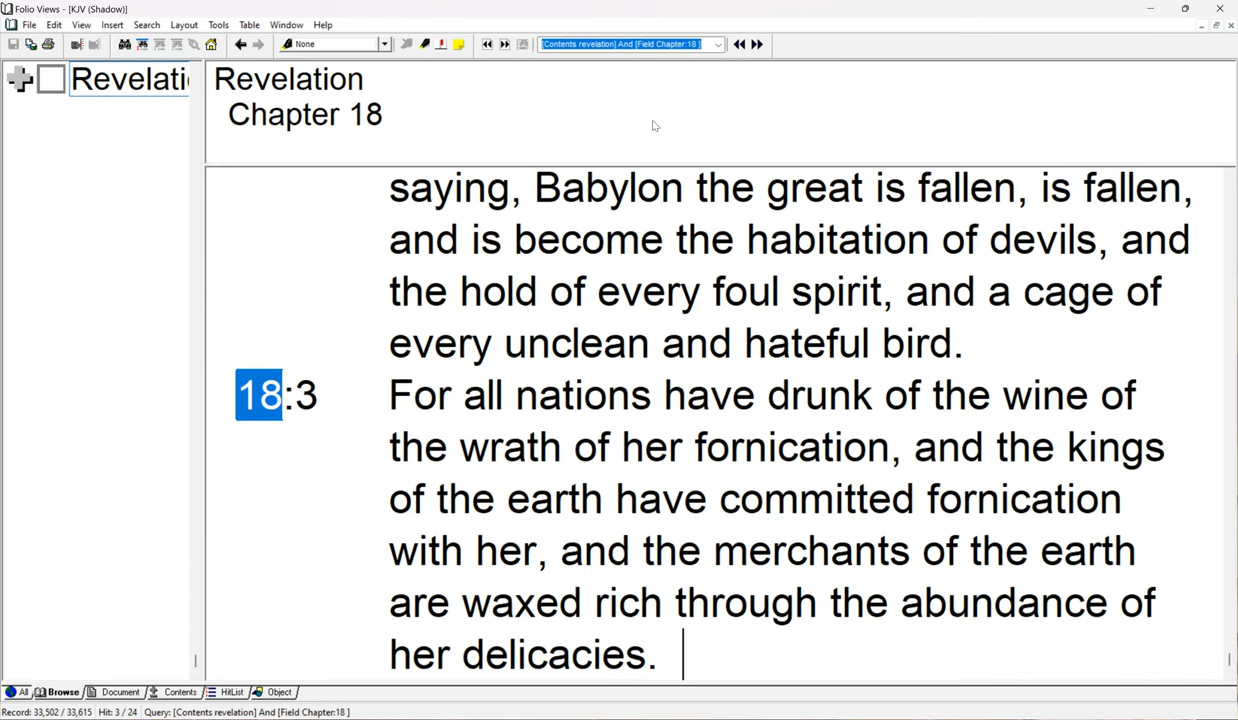 Folio Views - [KJV (Shadow)]
File Edit View Insert Search Layout Tools Table Window Help
None
[Contents revelation] And [Field Chapter:18 ]
Revelati
Revelation
Chapter 18
saying, Babylon the great is fallen, is fallen,
and is become the habitation of devils, and
the hold of every foul spirit, and a cage of
every unclean and hateful bird.
18:3 For all nations have drunk of the wine of
the wrath of her fornication, and the kings
of the earth have committed fornication
with her, and the merchants of the earth
are waxed rich through the abundance of
her delicacies.
All Browse Document Contents HitList Object
Record: 33,502 / 33,615 Hit: 3 / 24 Query: [Contents revelation] And [Field Chapter:18 ]